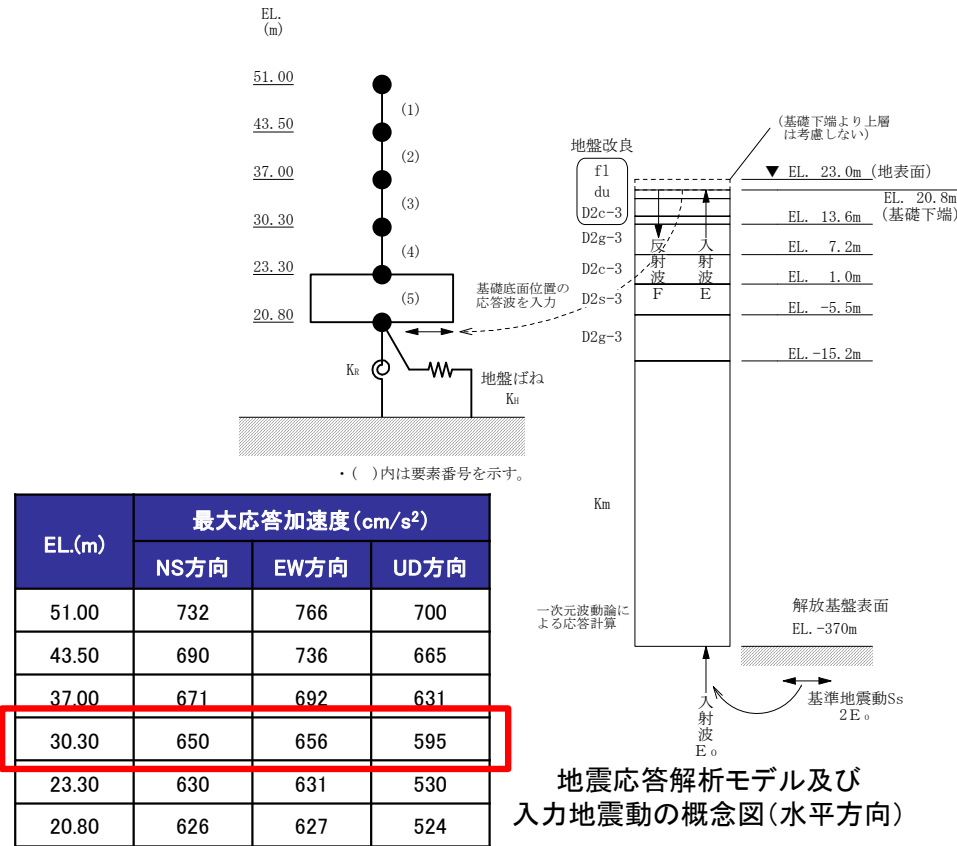 EL.
(m)
51.00
(1)
43.50
(2)
37.00
(3)
30.30
(4)
23.30
(5)
20.80
基礎底面位置の
応答波を入力
KR
地盤ばね
KH
・(　)内は要素番号を示す。
(基礎下端より上層
は考慮しない)
地盤改良
fl
du
D2c-3
D2g-3
D2c-3
D2s-3
D2g-3
Km
▼ EL. 23.0m (地表面)
EL. 20.8m
(基礎下端)
EL. 13.6m
EL. 7.2m
EL. 1.0m
EL. -5.5m
EL.-15.2m
反射波F
入射波E
一次元波動論に
よる応答計算
解放基盤表面
EL. -370m
入射波E₀
基準地震動Ss
2E₀
EL.(m) 最大応答加速度(cm/s²)
NS方向 EW方向 UD方向
51.00 732 766 700
43.50 690 736 665
37.00 671 692 631
30.30 650 656 595
23.30 630 631 530
20.80 626 627 524
地震応答解析モデル及び
入力地震動の概念図(水平方向)